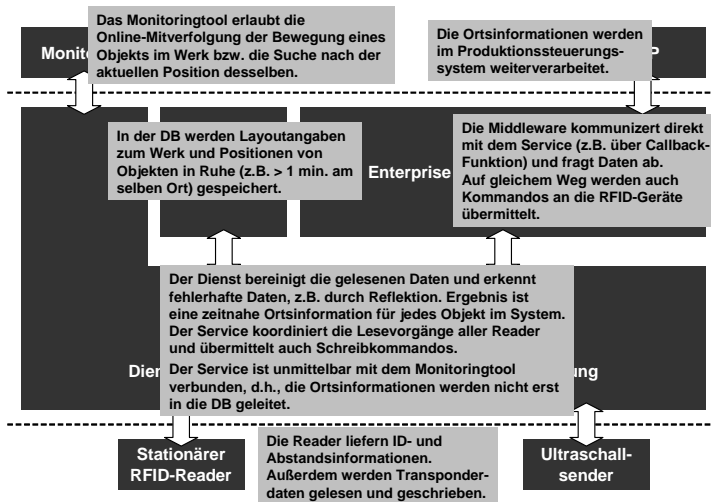 Das Monitoringtool erlaubt die
Online-Mitverfolgung der Bewegung eines
Objekts im Werk bzw. die Suche nach der
aktuellen Position desselben.
Die Ortsinformationen werden
im Produktionssteuerungs-
system weiterverarbeitet.
Monito
P
In der DB werden Layoutangaben
zum Werk und Positionen von
Objekten in Ruhe (z.B. > 1 min. am
selben Ort) gespeichert.
Enterprise
Die Middleware kommunizert direkt
mit dem Service (z.B. über Callback-
Funktion) und fragt Daten ab.
Auf gleichem Weg werden auch
Kommandos an die RFID-Geräte
übermittelt.
Der Dienst bereinigt die gelesenen Daten und erkennt
fehlerhafte Daten, z.B. durch Reflektion. Ergebnis ist
eine zeitnahe Ortsinformation für jedes Objekt im System.
Der Service koordiniert die Lesevorgänge aller Reader
und übermittelt auch Schreibkommandos.
Der Service ist unmittelbar mit dem Monitoringtool
verbunden, d.h., die Ortsinformationen werden nicht erst
in die DB geleitet.
Dien
ung
Stationärer
RFID-Reader
Die Reader liefern ID- und
Abstandsinformationen.
Außerdem werden Transponder-
daten gelesen und geschrieben.
Ultraschall-
sender